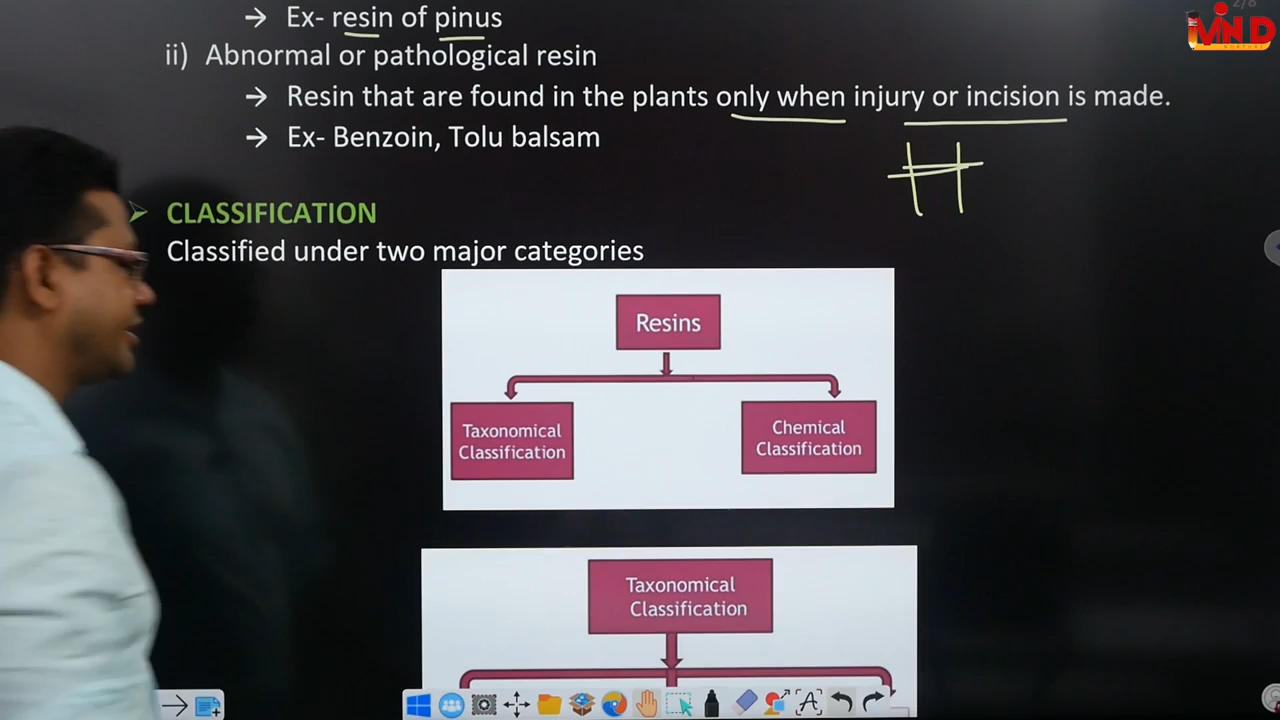 2/8
→ Ex- resin of pinus
ii) Abnormal or pathological resin
→ Resin that are found in the plants only when injury or incision is made.
→ Ex- Benzoin, Tolu balsam
➢ CLASSIFICATION
Classified under two major categories
Resins
Taxonomical
Classification
Chemical
Classification
Taxonomical
Classification